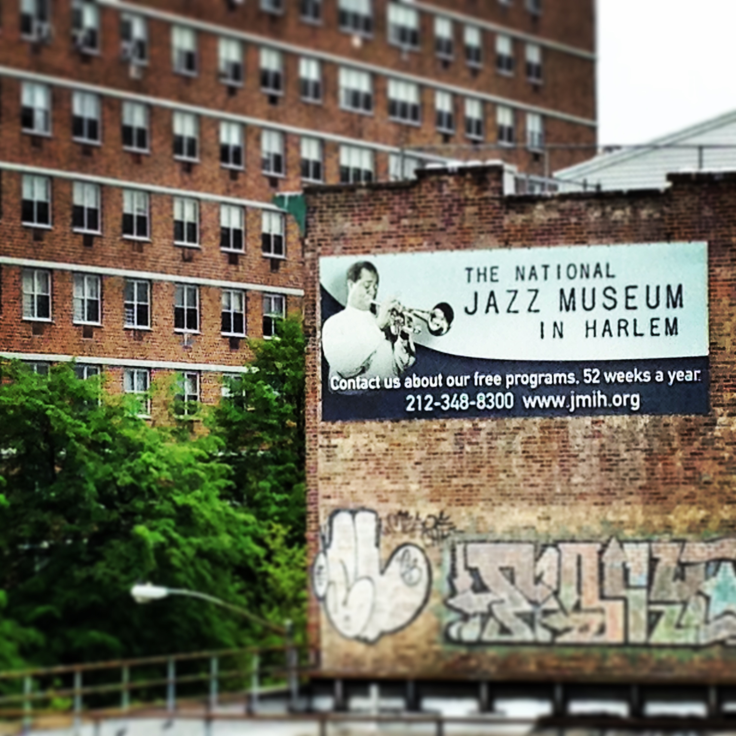 THE NATIONAL
JAZZ MUSEUM
IN HARLEM
Contact us about our free programs. 52 weeks a year.
212-348-8300 www.jmih.org